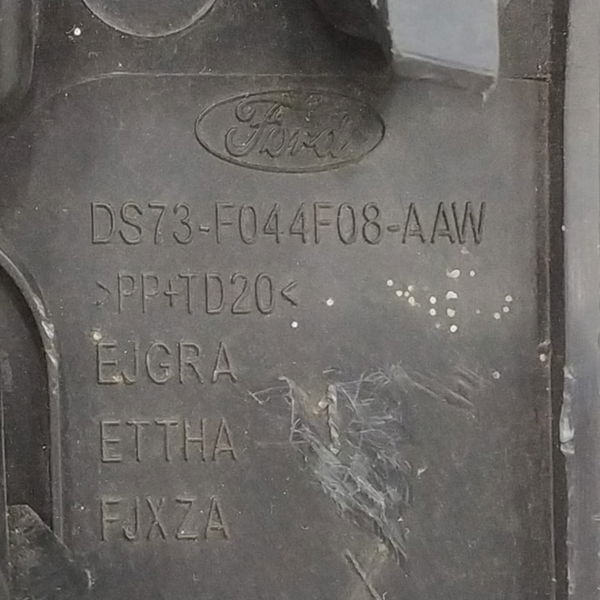 Ford
DS73-F044F08-AAW
>PP+TD20<
EJGRA
ETTHA
FJXZA